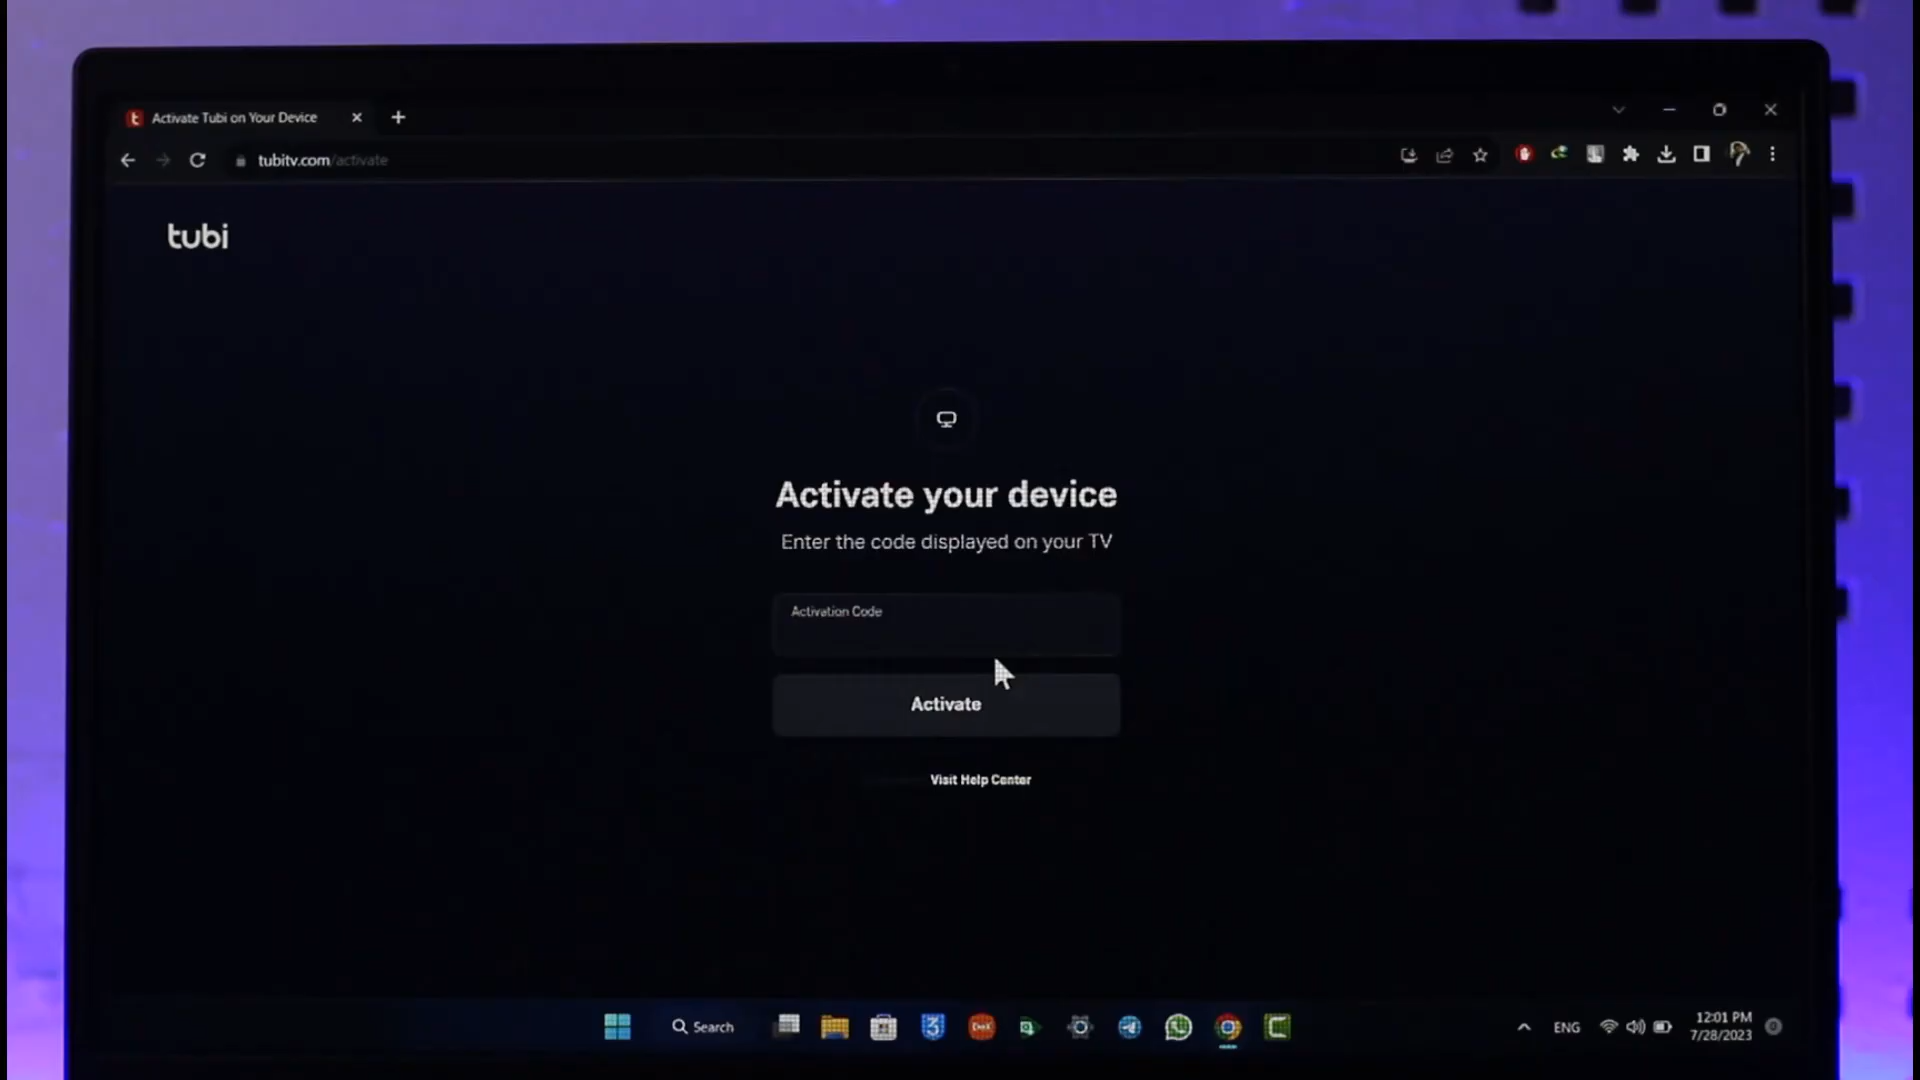 Activate Tubi on Your Device
tubitv.com/activate
tubi
Activate your device
Enter the code displayed on your TV
Activation Code
Activate
Visit Help Center
Search
ENG
12:01 PM
7/28/2023